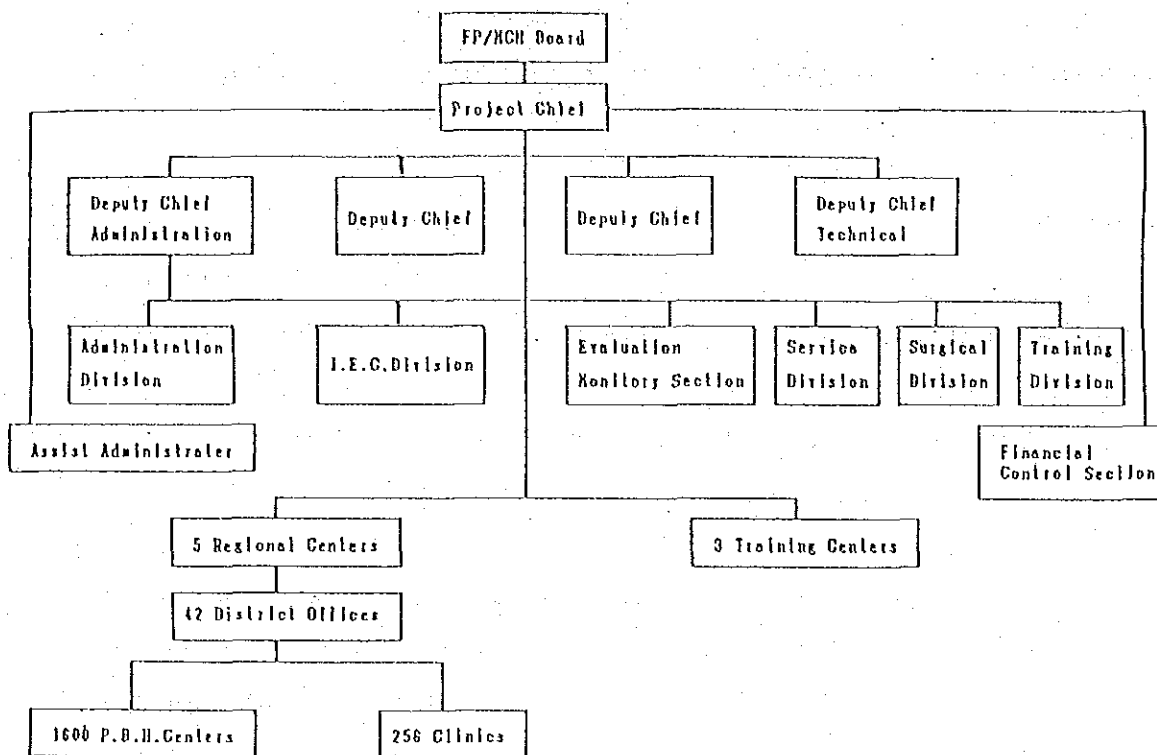 FP/MCH Board
Project Chief
Deputy Chief
Administration
Deputy Chief
Deputy Chief
Deputy Chief
Technical
Administration
Division
I.E.C.Division
Evaluation
Monitory Section
Service
Division
Surgical
Division
Training
Division
Assist Administrater
Financial
Control Section
5 Regional Centers
3 Training Centers
42 District Offices
1600 P.B.H.Centers
256 Clinics